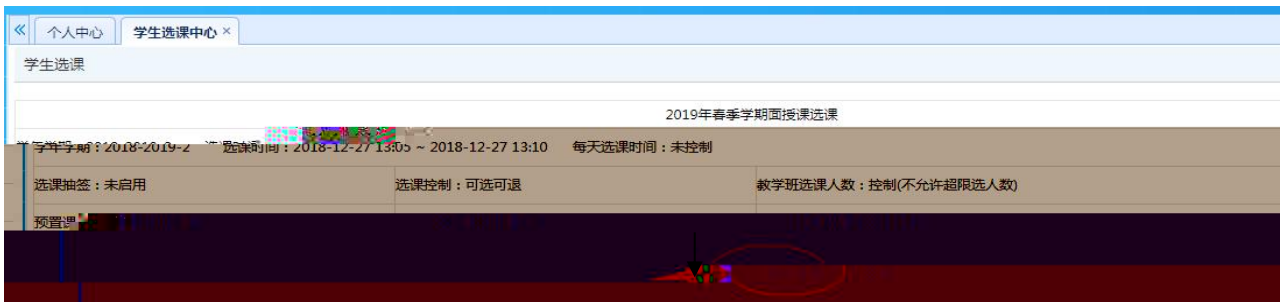 个人中心 学生选课中心 ×
学生选课
2019年春季学期面授课选课
学年学期：2018-2019-2 选课时间：2018-12-27 13:05 ~ 2018-12-27 13:10 每天选课时间：未控制
选课抽签：未启用 选课控制：可选可退 教学班选课人数：控制(不允许超限选人数)
预置课